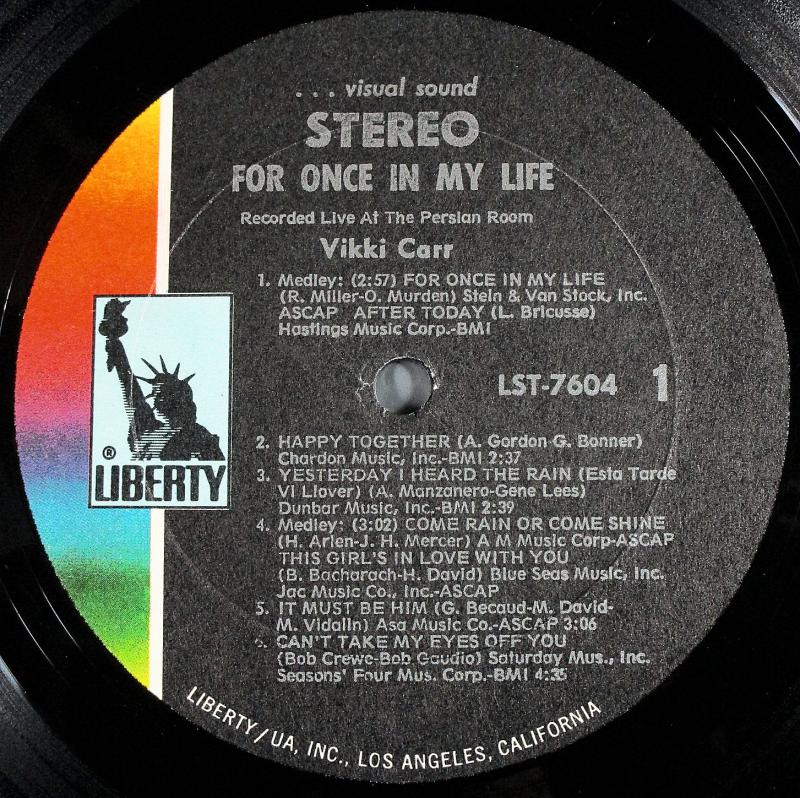 . . . visual sound
STEREO
FOR ONCE IN MY LIFE
Recorded Live At The Persian Room
Vikki Carr
1. Medley: (2:57) FOR ONCE IN MY LIFE
(R. Miller-O. Murden) Stein & Van Stock, Inc.
ASCAP AFTER TODAY (L. Bricusse)
Hastings Music Corp.-BMI
LST-7604 1
® LIBERTY
2. HAPPY TOGETHER (A. Gordon-G. Bonner)
Chardon Music, Inc.-BMI 2:37
3. YESTERDAY I HEARD THE RAIN (Esta Tarde
Vi Llover) (A. Manzanero-Gene Lees)
Dunbar Music, Inc.-BMI 2:39
4. Medley: (3:02) COME RAIN OR COME SHINE
(H. Arlen-J. H. Mercer) A M Music Corp-ASCAP
THIS GIRL'S IN LOVE WITH YOU
(B. Bacharach-H. David) Blue Seas Music, Inc.
Jac Music Co., Inc.-ASCAP
5. IT MUST BE HIM (G. Becaud-M. David-
M. Vidalin) Asa Music Co.-ASCAP 3:06
6. CAN'T TAKE MY EYES OFF YOU
(Bob Crewe-Bob Gaudio) Saturday Mus., Inc.
Seasons' Four Mus. Corp.-BMI 4:35
LIBERTY/UA, INC., LOS ANGELES, CALIFORNIA